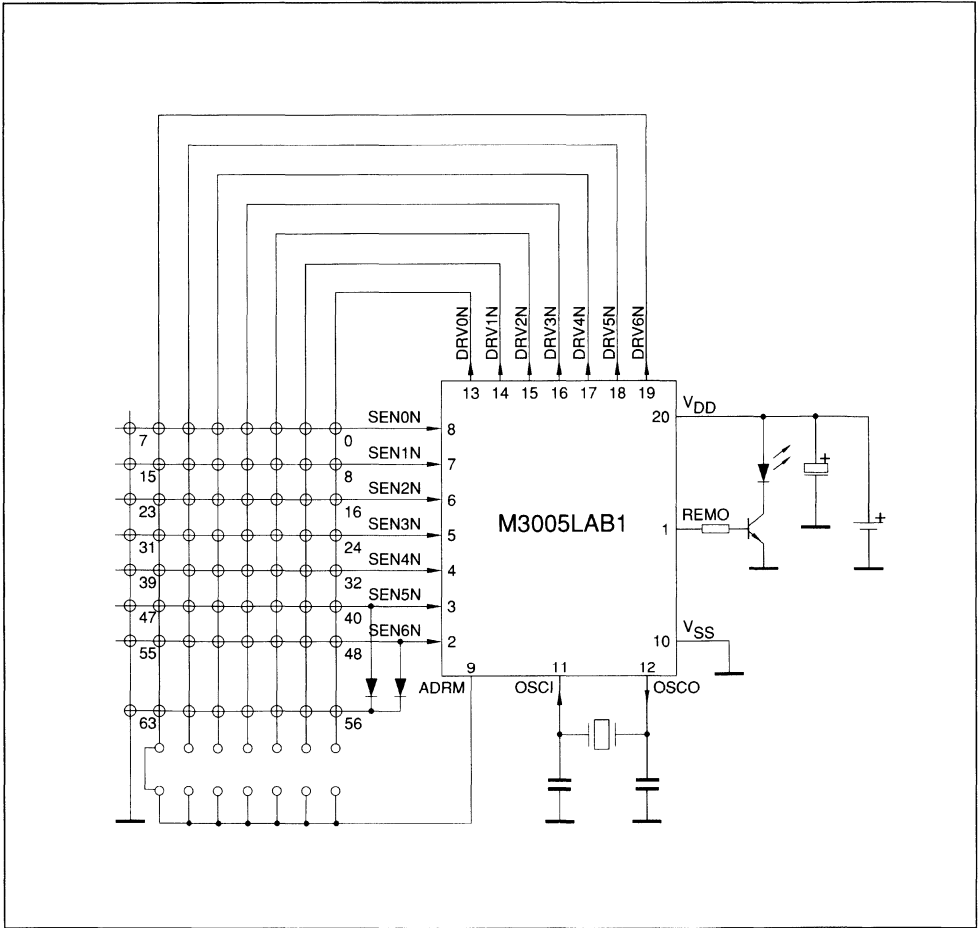 DRV0N
DRV1N
DRV2N
DRV3N
DRV4N
DRV5N
DRV6N
13 14 15 16 17 18 19
20 VDD
+
+
7 0 SEN0N 8
15 8 SEN1N 7
23 16 SEN2N 6
31 24 SEN3N 5
39 32 SEN4N 4
47 40 SEN5N 3
55 48 SEN6N 2
63 56
M3005LAB1
1 REMO
10 VSS
9 11 12
ADRM OSCI OSCO